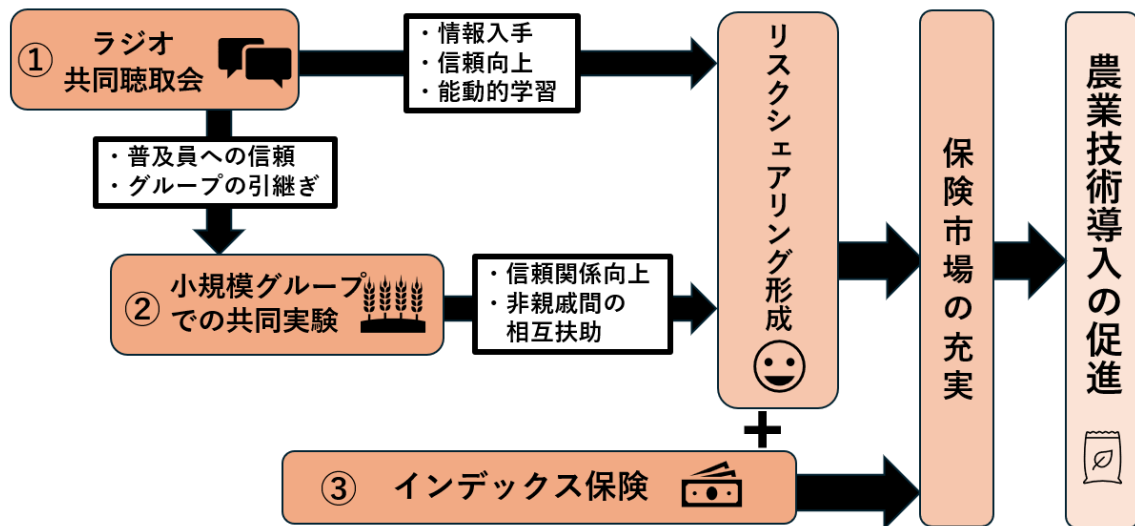 ① ラジオ
共同聴取会
・情報入手
・信頼向上
・能動的学習
・普及員への信頼
・グループの引継ぎ
② 小規模グループ
での共同実験
・信頼関係向上
・非親戚間の
相互扶助
リスクシェアリング形成
+
③ インデックス保険
保険市場の充実
農業技術導入の促進